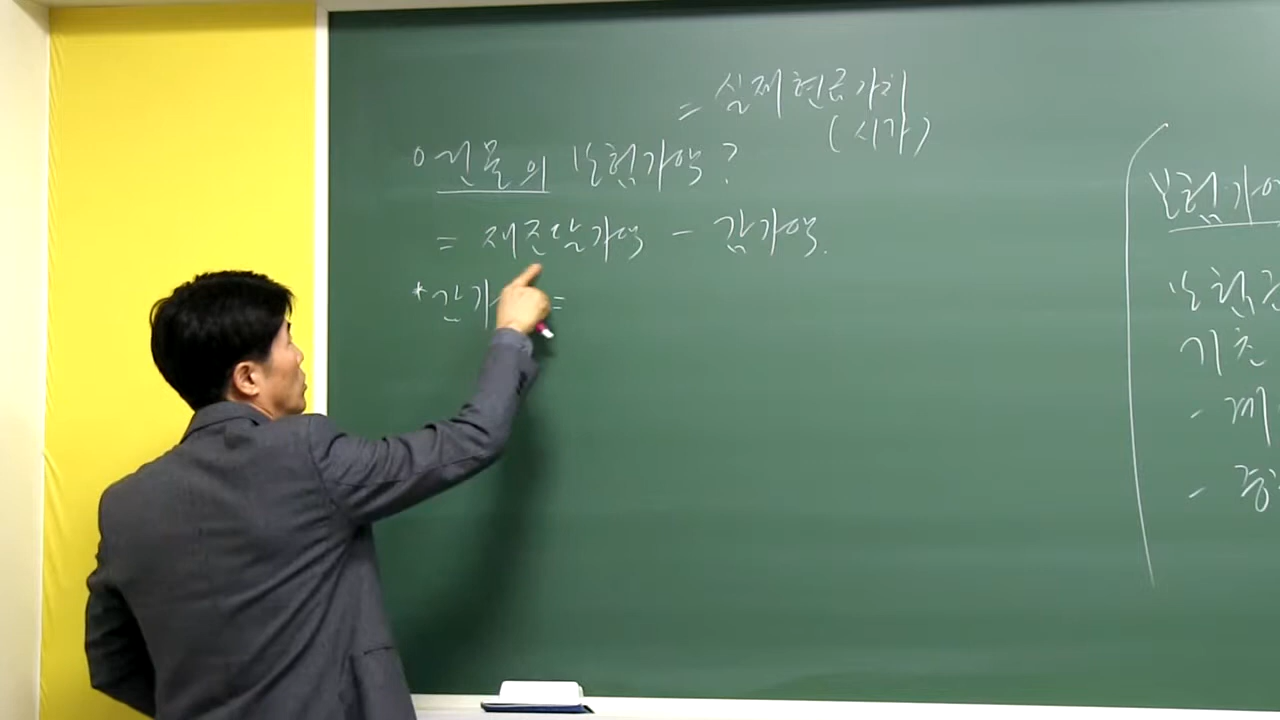 = 실제현금가치
(시가)
건물의 보험가액?
= 재조달가액 - 감가액.
* 감가 =
보험가액
보험
기초
-
-